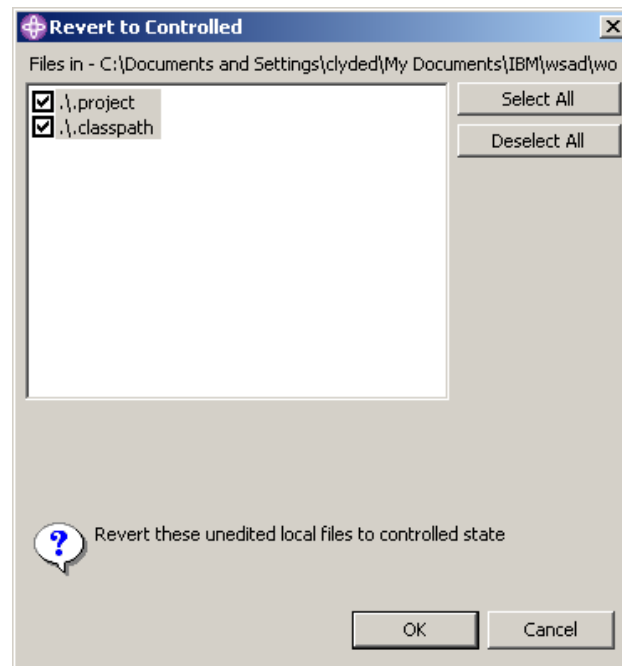 Revert to Controlled
Files in - C:\Documents and Settings\clyded\My Documents\IBM\wsad\wo
.\.project
.\.classpath
Select All
Deselect All
Revert these unedited local files to controlled state
OK
Cancel